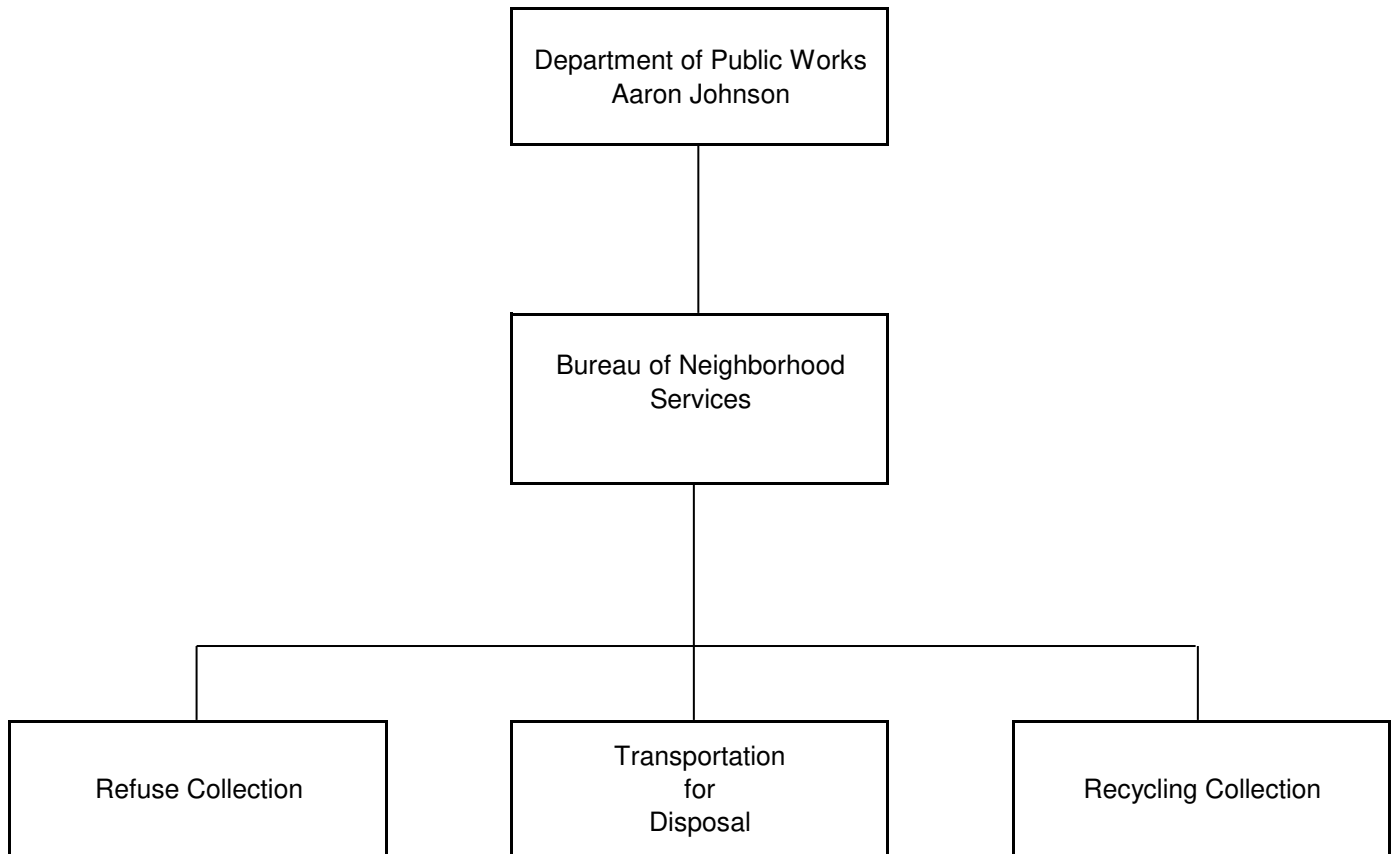 Department of Public Works
Aaron Johnson
Bureau of Neighborhood
Services
Refuse Collection
Transportation
for
Disposal
Recycling Collection